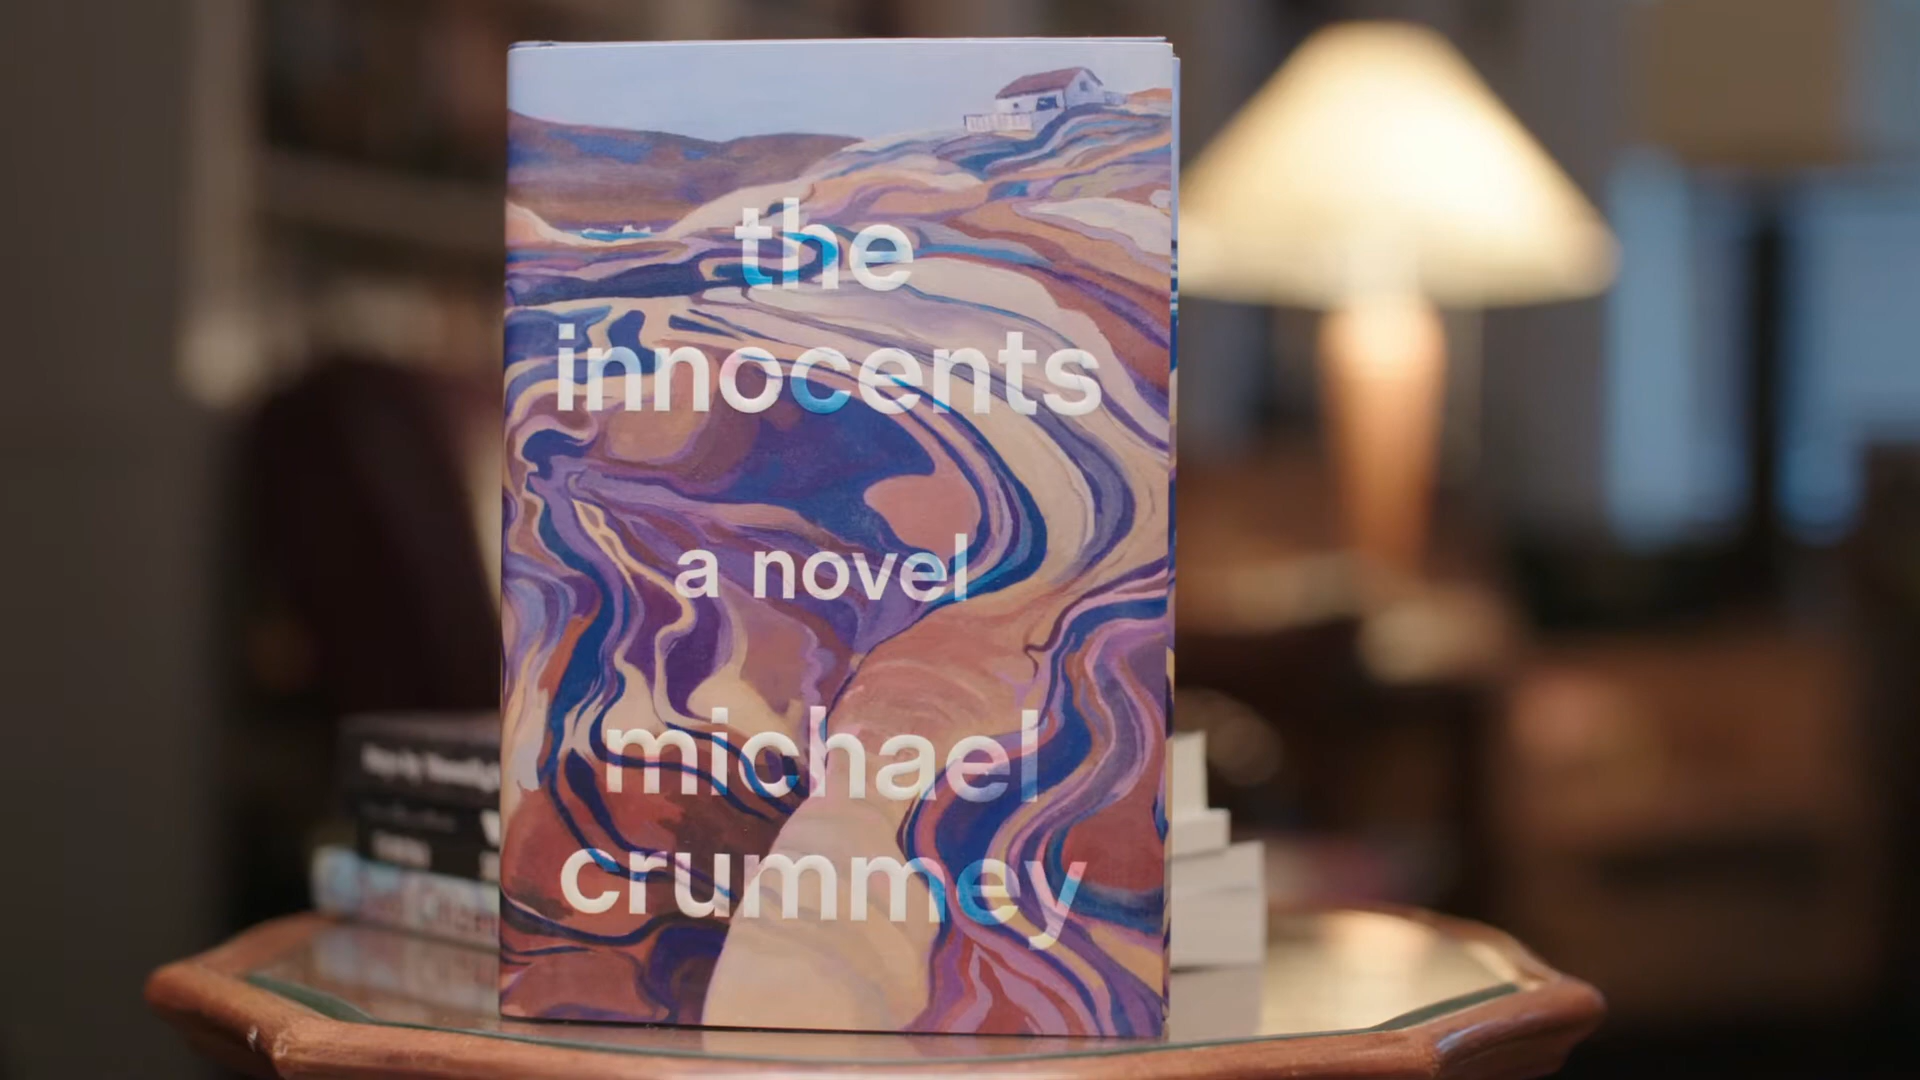 the
innocents
a novel
michael
crummey